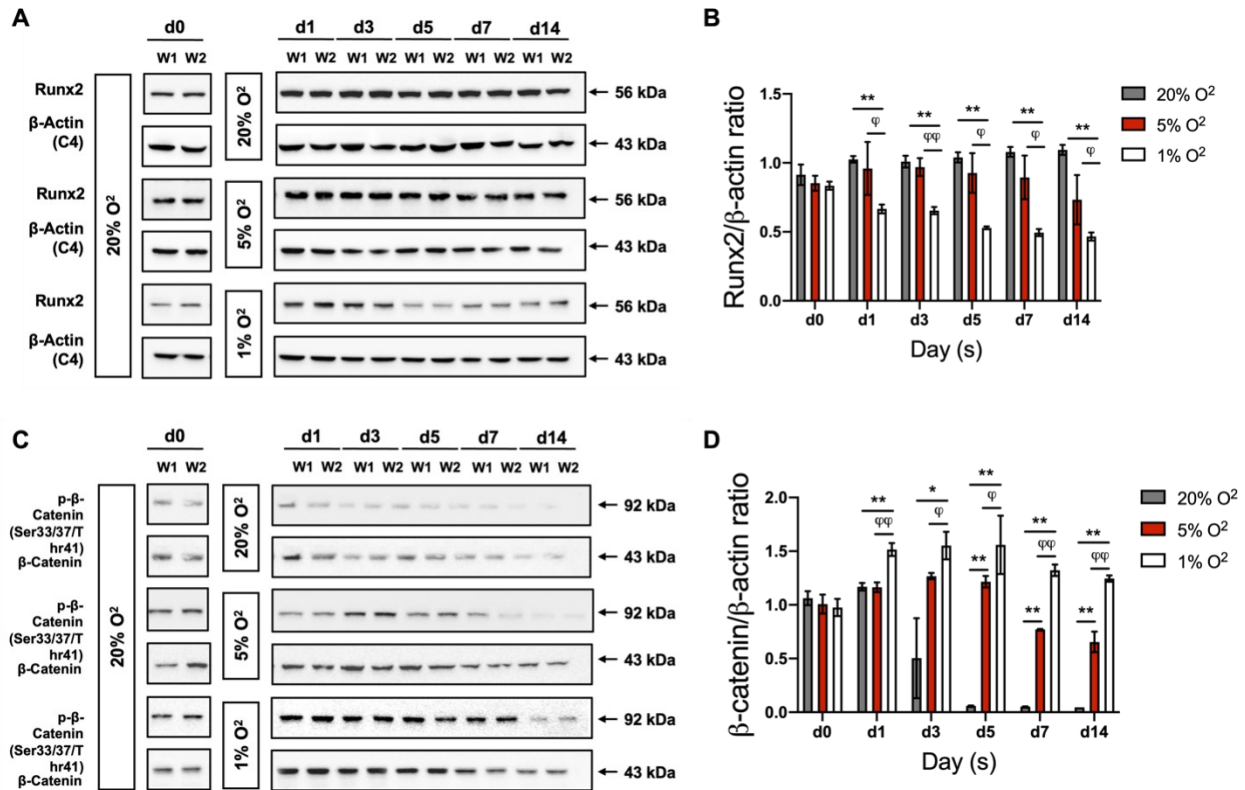 A
d0
d1 d3 d5 d7 d14
W1 W2
W1 W2 W1 W2 W1 W2 W1 W2 W1 W2
20% O²
Runx2
20% O²
56 kDa
β-Actin
(C4)
43 kDa
Runx2
5% O²
56 kDa
β-Actin
(C4)
43 kDa
Runx2
1% O²
56 kDa
β-Actin
(C4)
43 kDa
B
Runx2/β-actin ratio
1.5
1.0
0.5
0.0
** ** ** ** **
φ φφ φ φ φ
d0 d1 d3 d5 d7 d14
Day (s)
20% O²
5% O²
1% O²
C
d0
d1 d3 d5 d7 d14
W1 W2
W1 W2 W1 W2 W1 W2 W1 W2 W1 W2
20% O²
p-β-
Catenin
(Ser33/37/T
hr41)
β-Catenin
20% O²
92 kDa
43 kDa
p-β-
Catenin
(Ser33/37/T
hr41)
β-Catenin
5% O²
92 kDa
43 kDa
p-β-
Catenin
(Ser33/37/T
hr41)
β-Catenin
1% O²
92 kDa
43 kDa
D
β-catenin/β-actin ratio
2.0
1.5
1.0
0.5
0.0
** * ** ** **
φφ φ φ φφ φφ
** ** **
d0 d1 d3 d5 d7 d14
Day (s)
20% O²
5% O²
1% O²